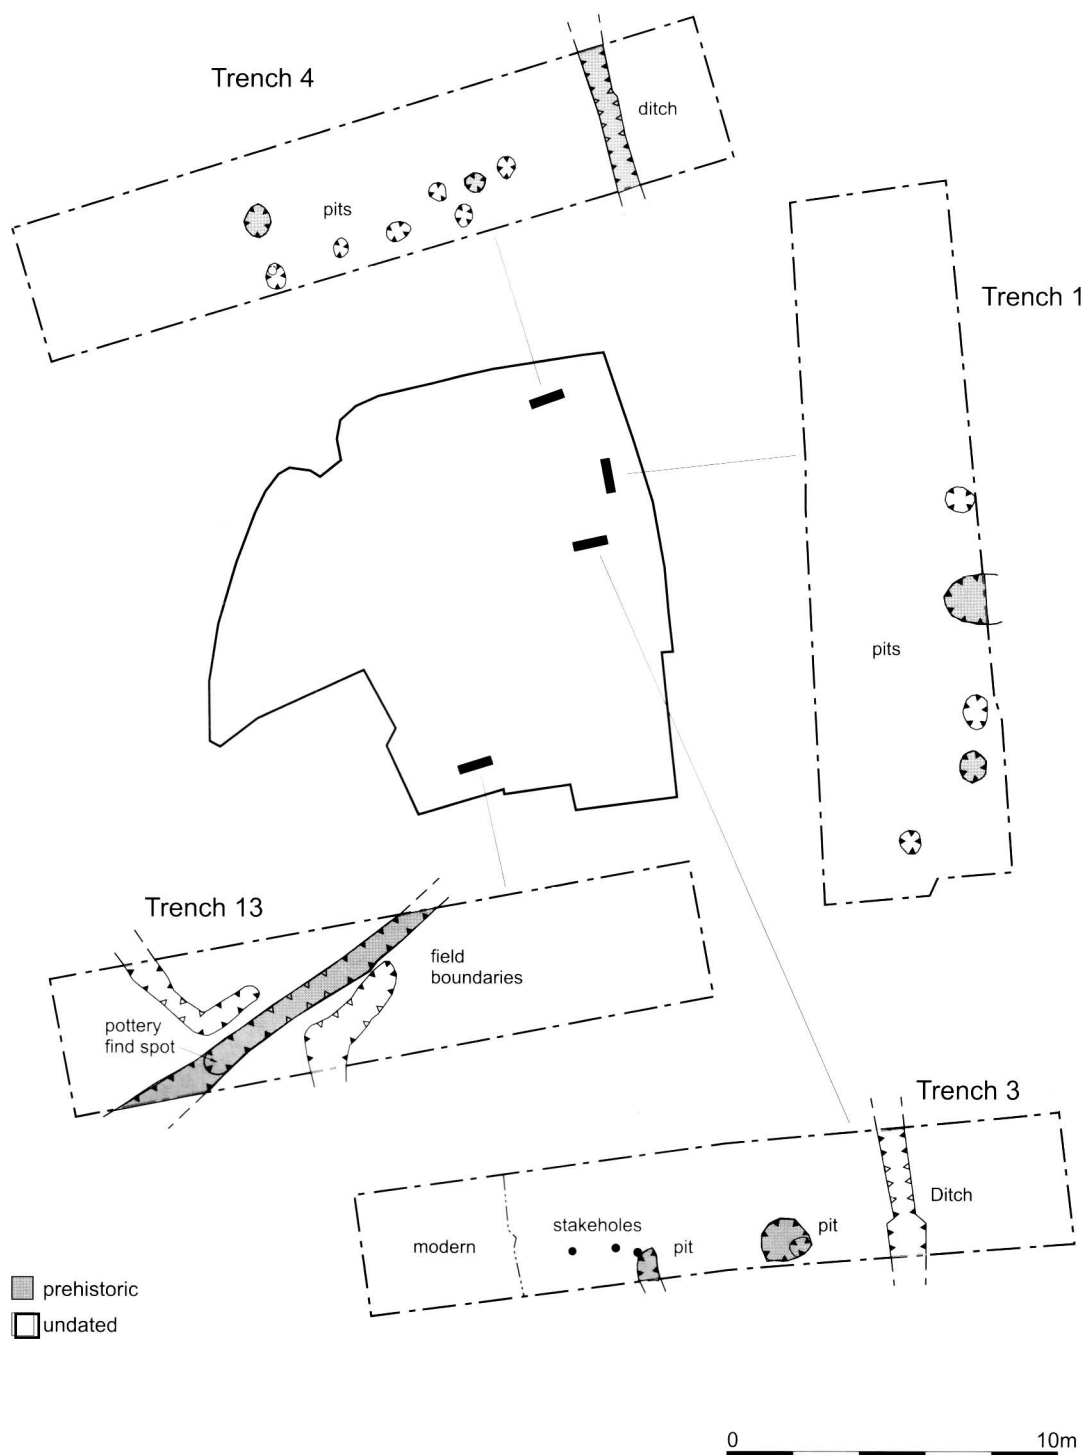 Trench 4
ditch
pits
Trench 1
pits
Trench 13
field
boundaries
pottery
find spot
Trench 3
Ditch
stakeholes
pit
pit
modern
prehistoric
undated
0 10m